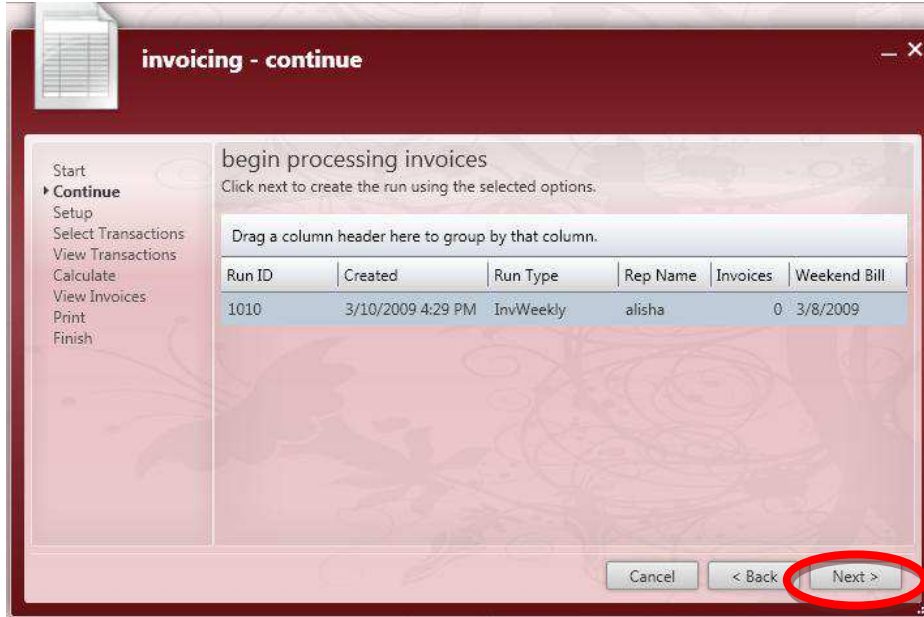 invoicing - continue
Start
Continue
Setup
Select Transactions
View Transactions
Calculate
View Invoices
Print
Finish
begin processing invoices
Click next to create the run using the selected options.
Drag a column header here to group by that column.
Run ID Created Run Type Rep Name Invoices Weekend Bill
1010 3/10/2009 4:29 PM InvWeekly alisha 0 3/8/2009
Cancel < Back Next >